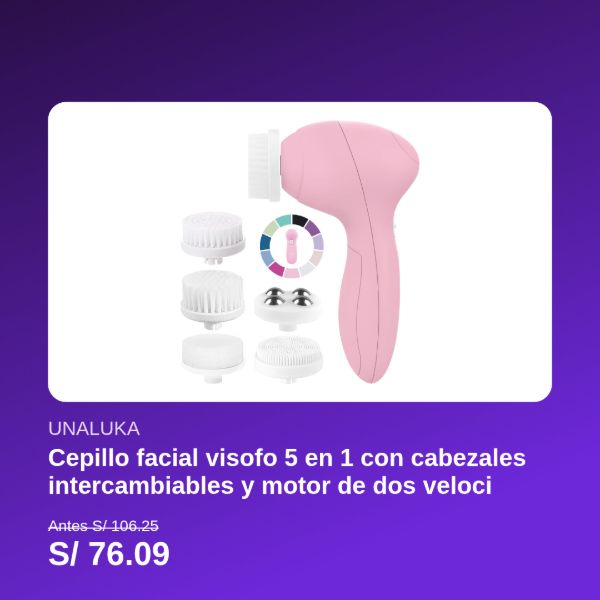 UNALUKA
Cepillo facial visofo 5 en 1 con cabezales
intercambiables y motor de dos veloci
Antes S/ 106.25
S/ 76.09